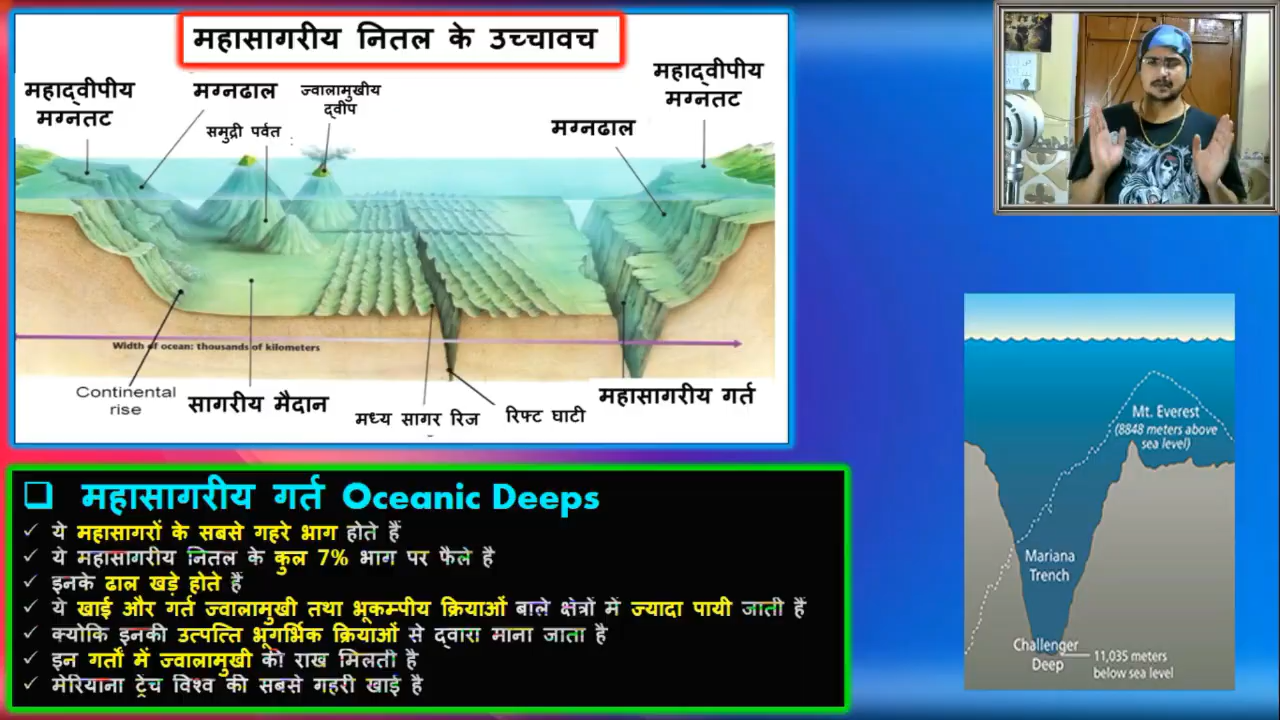 महासागरीय नितल के उच्चावच
महाद्वीपीय
मग्नतट
मग्नढाल
ज्वालामुखीय
द्वीप
समुद्री पर्वत
मग्नढाल
महाद्वीपीय
मग्नतट
Width of ocean: thousands of kilometers
Continental
rise
सागरीय मैदान
मध्य सागर रिज
रिफ्ट घाटी
महासागरीय गर्त
महासागरीय गर्त Oceanic Deeps
ये महासागरों के सबसे गहरे भाग होते हैं
ये महासागरीय नितल के कुल 7% भाग पर फैले है
इनके ढाल खड़े होते हैं
ये खाई और गर्त ज्वालामुखी तथा भूकम्पीय क्रियाओं बाले क्षेत्रों में ज्यादा पायी जाती हैं
क्योकि इनकी उत्पत्ति भूगर्भिक क्रियाओं से द्वारा माना जाता है
इन गर्तों में ज्वालामुखी की राख मिलती है
मेरियाना ट्रेंच विश्व की सबसे गहरी खाई है
Mt. Everest
(8848 meters above
sea level)
Mariana
Trench
Challenger
Deep
11,035 meters
below sea level